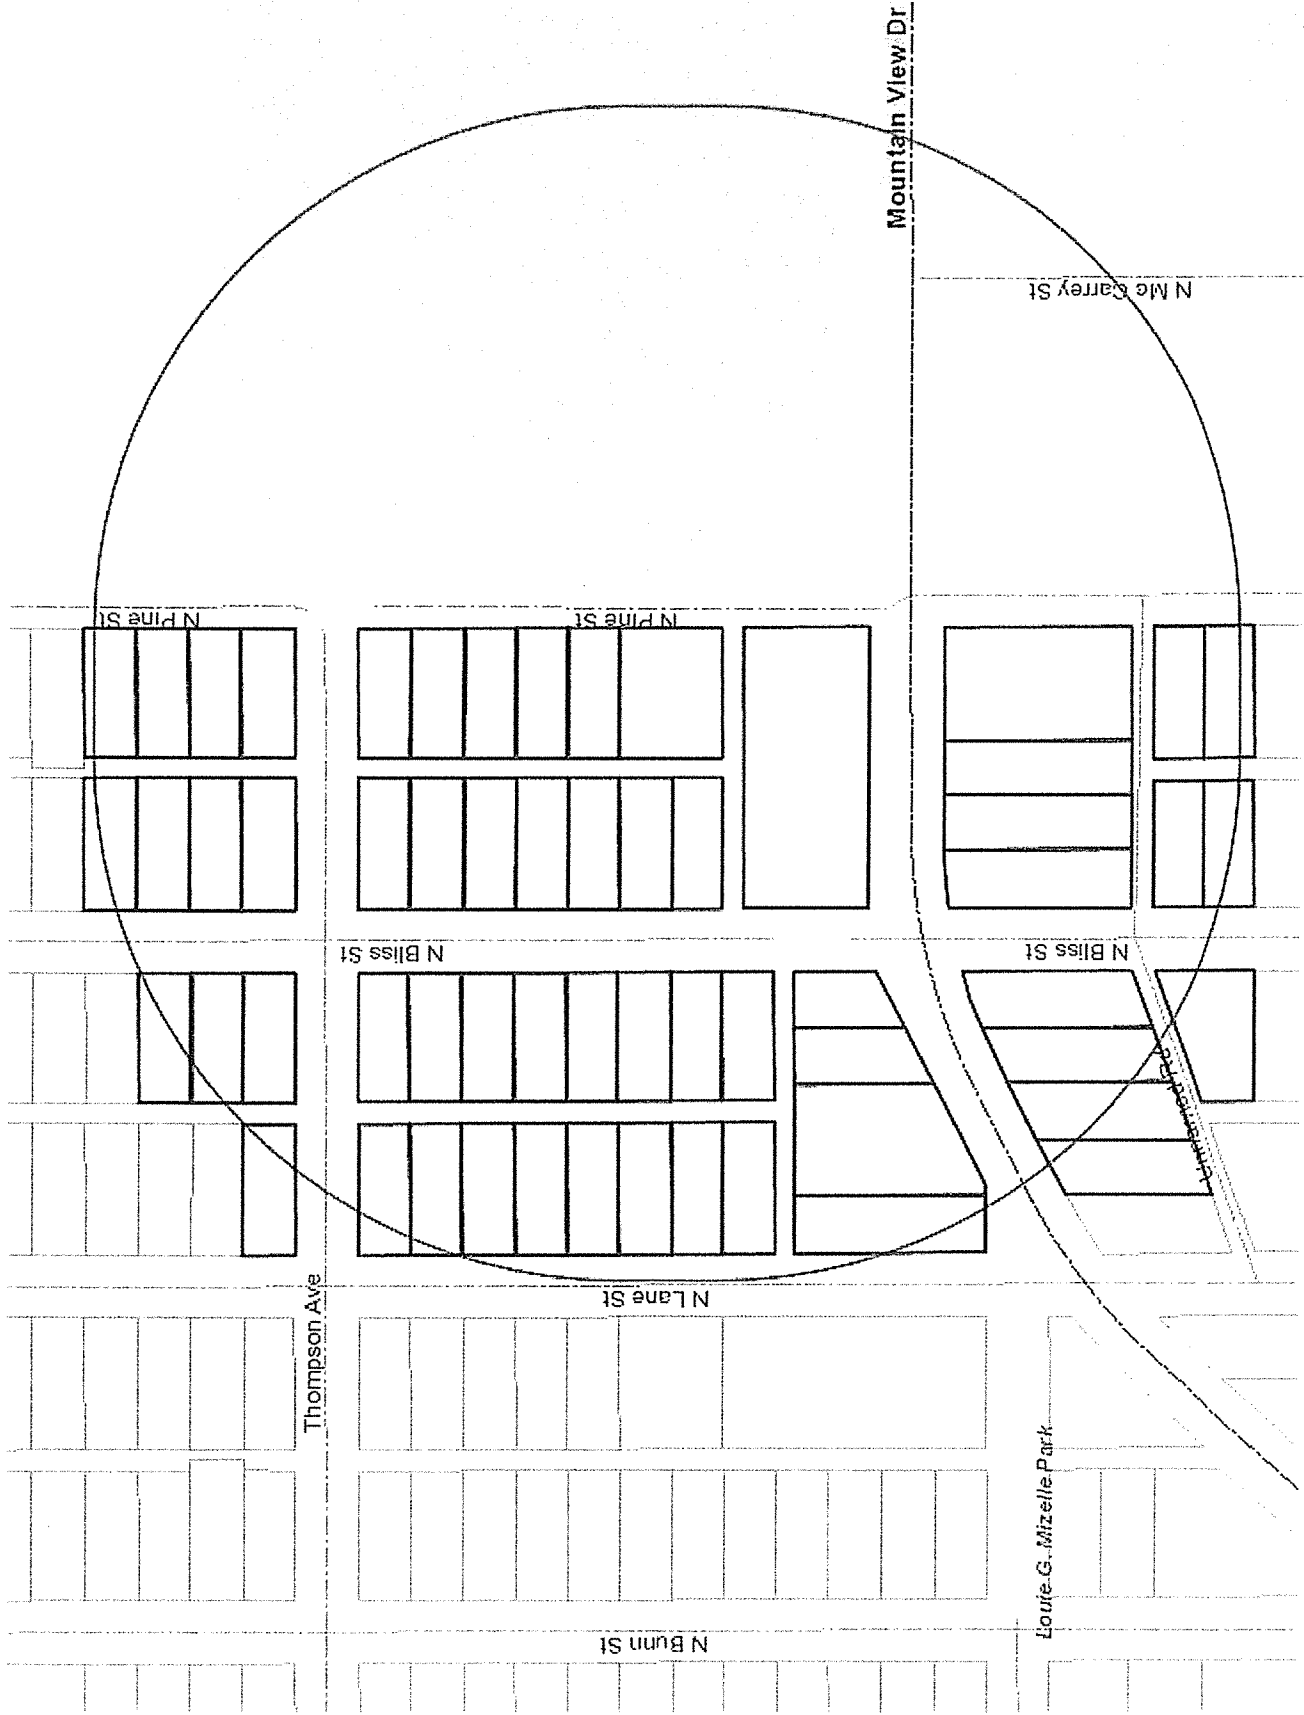 Mountain View Dr
N Mc Carrey St
N Pine St
N Pine St
N Bliss St
N Bliss St
N Lane St
Thompson Ave
Louie G. Mizelle Park
N Bunn St